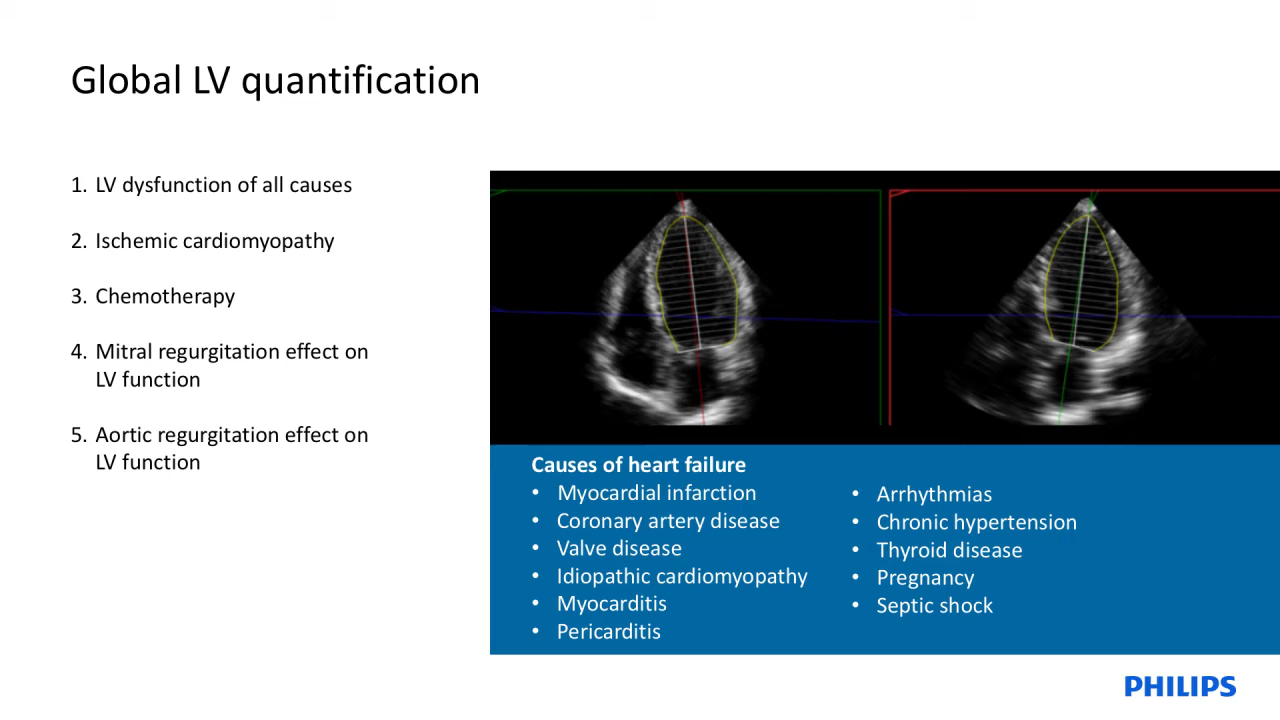 Global LV quantification
1. LV dysfunction of all causes
2. Ischemic cardiomyopathy
3. Chemotherapy
4. Mitral regurgitation effect on
LV function
5. Aortic regurgitation effect on
LV function
Causes of heart failure
• Myocardial infarction
• Coronary artery disease
• Valve disease
• Idiopathic cardiomyopathy
• Myocarditis
• Pericarditis
• Arrhythmias
• Chronic hypertension
• Thyroid disease
• Pregnancy
• Septic shock
PHILIPS